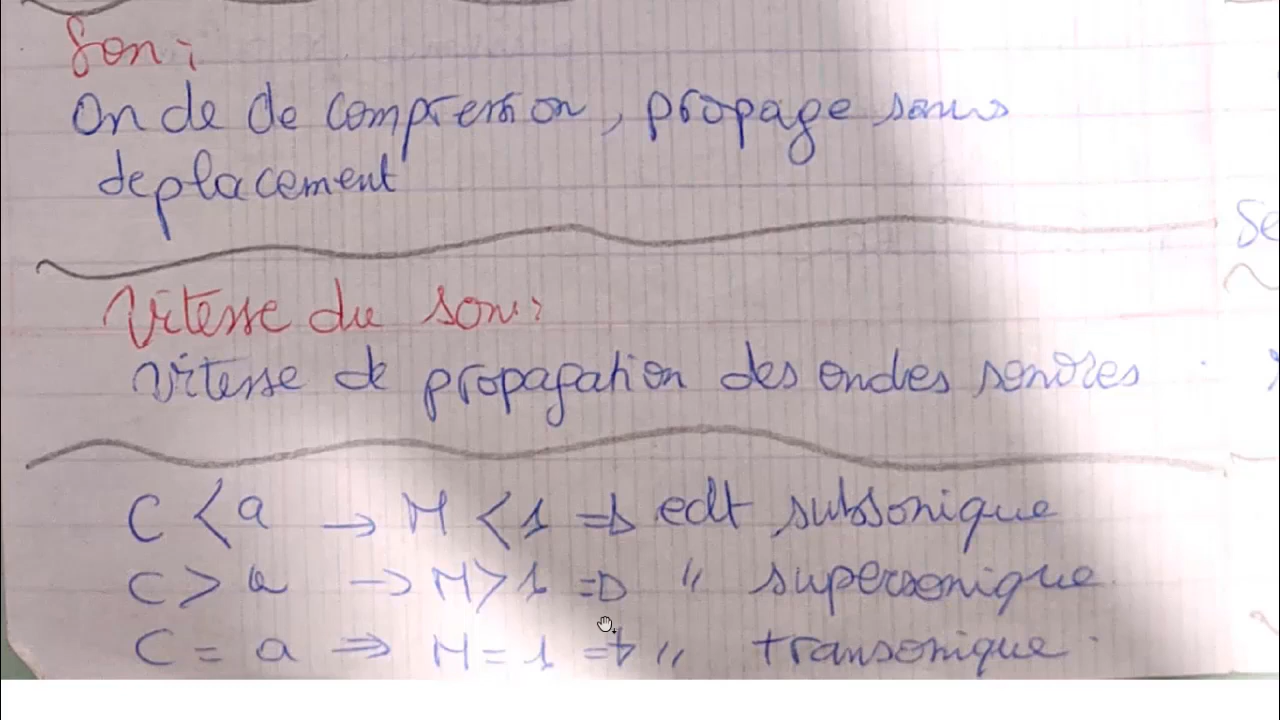 Son :
Onde de compression, propage sans
deplacement
Se
Vitesse du son :
Vitesse de propagation des ondes sonores
C < a → M < 1 => edt subsonique
C > a → M > 1 => " supersonique
C = a => M = 1 => " transonique.